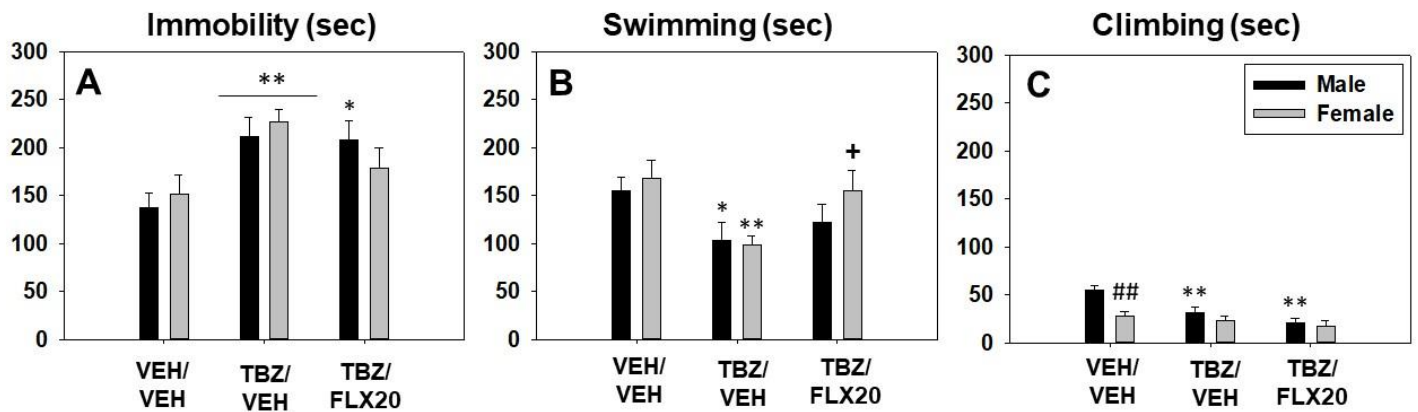 Immobility (sec)
300
250
200
150
100
50
0
A
**
*
VEH/
VEH
TBZ/
VEH
TBZ/
FLX20
Swimming (sec)
300
250
200
150
100
50
0
B
*
**
+
VEH/
VEH
TBZ/
VEH
TBZ/
FLX20
Climbing (sec)
300
250
200
150
100
50
0
C
Male
Female
##
**
**
VEH/
VEH
TBZ/
VEH
TBZ/
FLX20